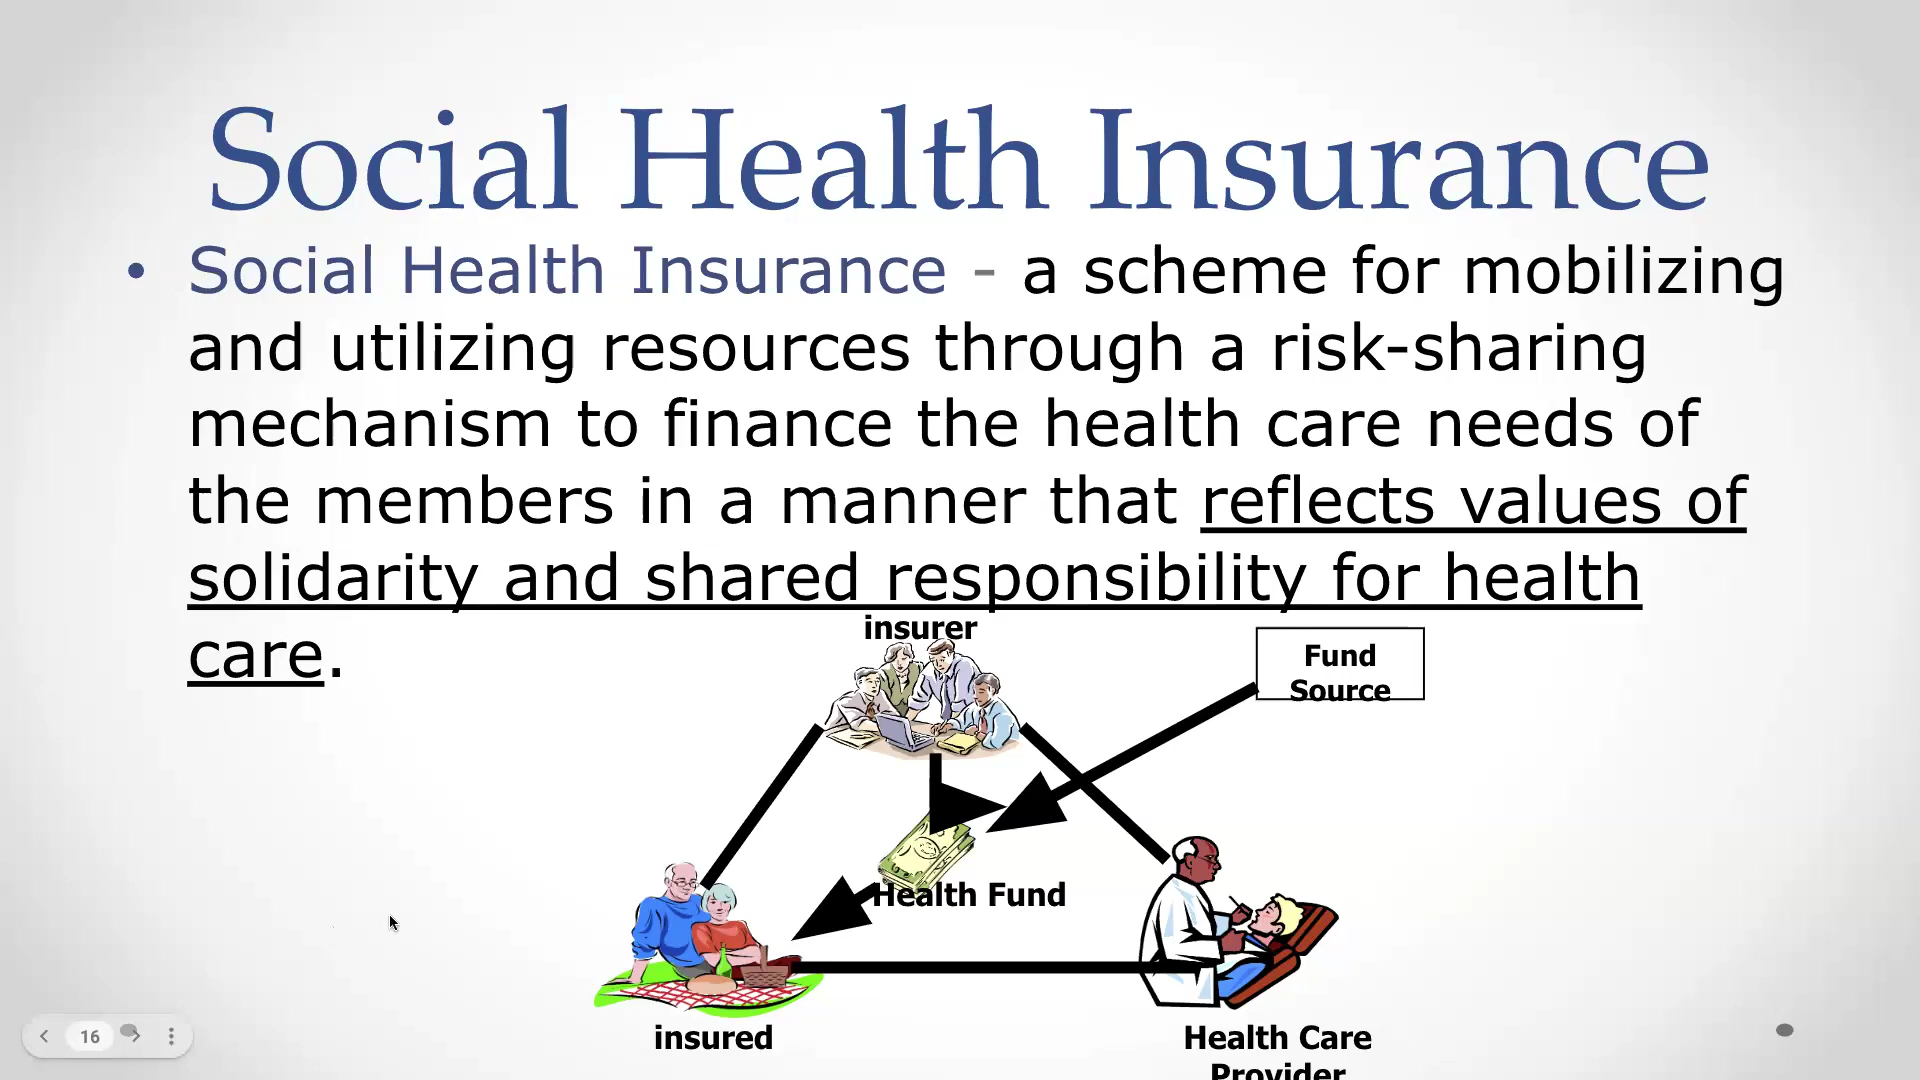 Social Health Insurance
• Social Health Insurance - a scheme for mobilizing
and utilizing resources through a risk-sharing
mechanism to finance the health care needs of
the members in a manner that reflects values of
solidarity and shared responsibility for health
care.
insurer
Fund
Source
Health Fund
insured
Health Care
Provider
16